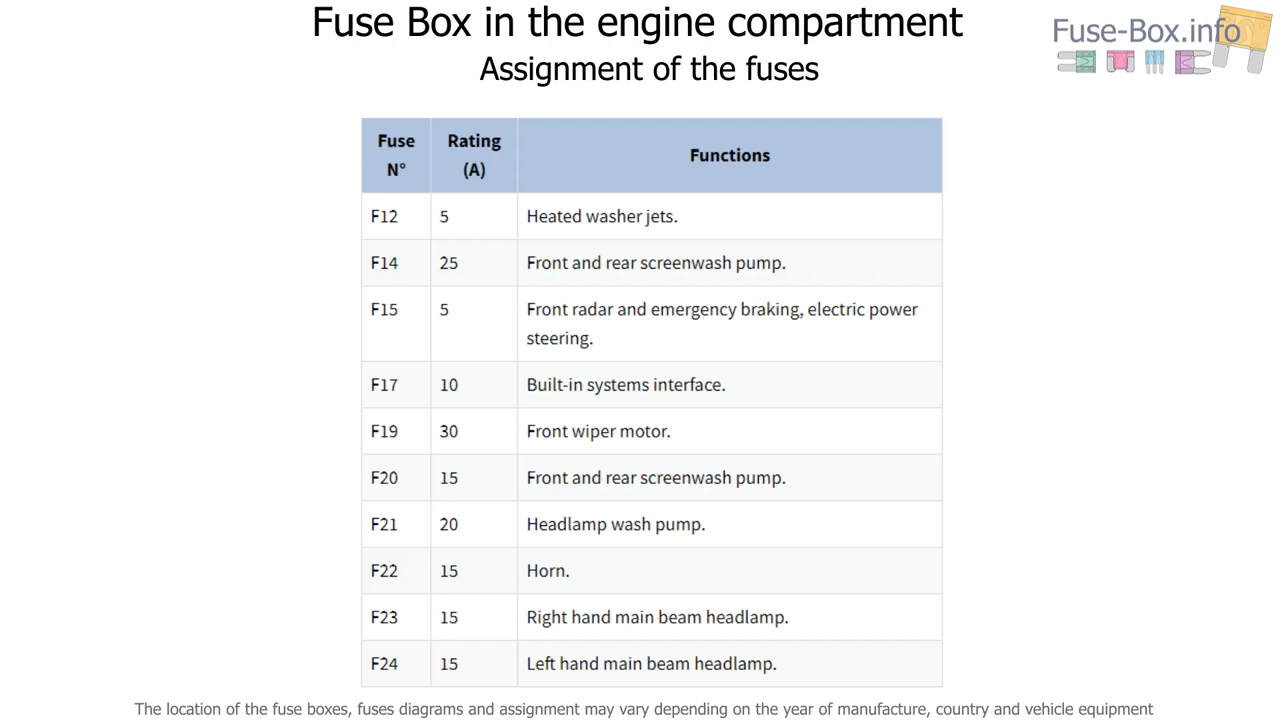 Fuse Box in the engine compartment
Assignment of the fuses
Fuse-Box.info
Fuse N° Rating (A) Functions
F12 5 Heated washer jets.
F14 25 Front and rear screenwash pump.
F15 5 Front radar and emergency braking, electric power
steering.
F17 10 Built-in systems interface.
F19 30 Front wiper motor.
F20 15 Front and rear screenwash pump.
F21 20 Headlamp wash pump.
F22 15 Horn.
F23 15 Right hand main beam headlamp.
F24 15 Left hand main beam headlamp.
The location of the fuse boxes, fuses diagrams and assignment may vary depending on the year of manufacture, country and vehicle equipment